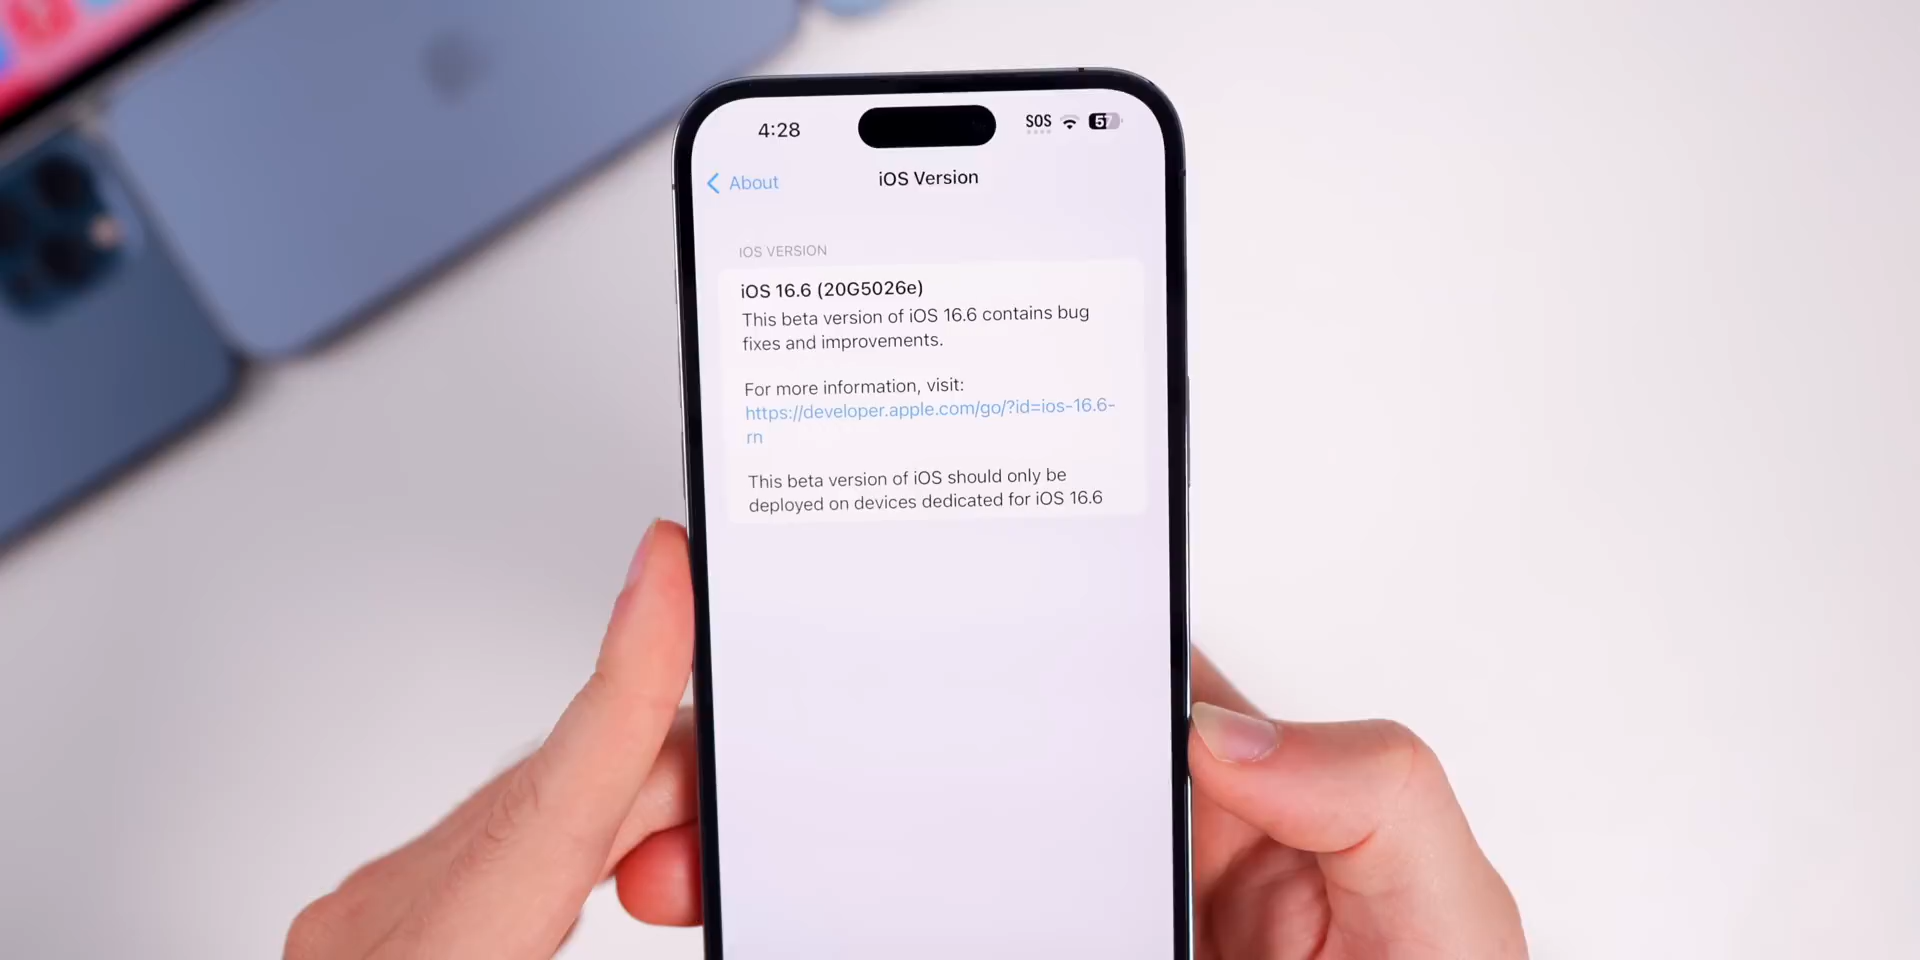 4:28
SOS
57
About
iOS Version
IOS VERSION
iOS 16.6 (20G5026e)
This beta version of iOS 16.6 contains bug
fixes and improvements.
For more information, visit:
https://developer.apple.com/go/?id=ios-16.6-
rn
This beta version of iOS should only be
deployed on devices dedicated for iOS 16.6